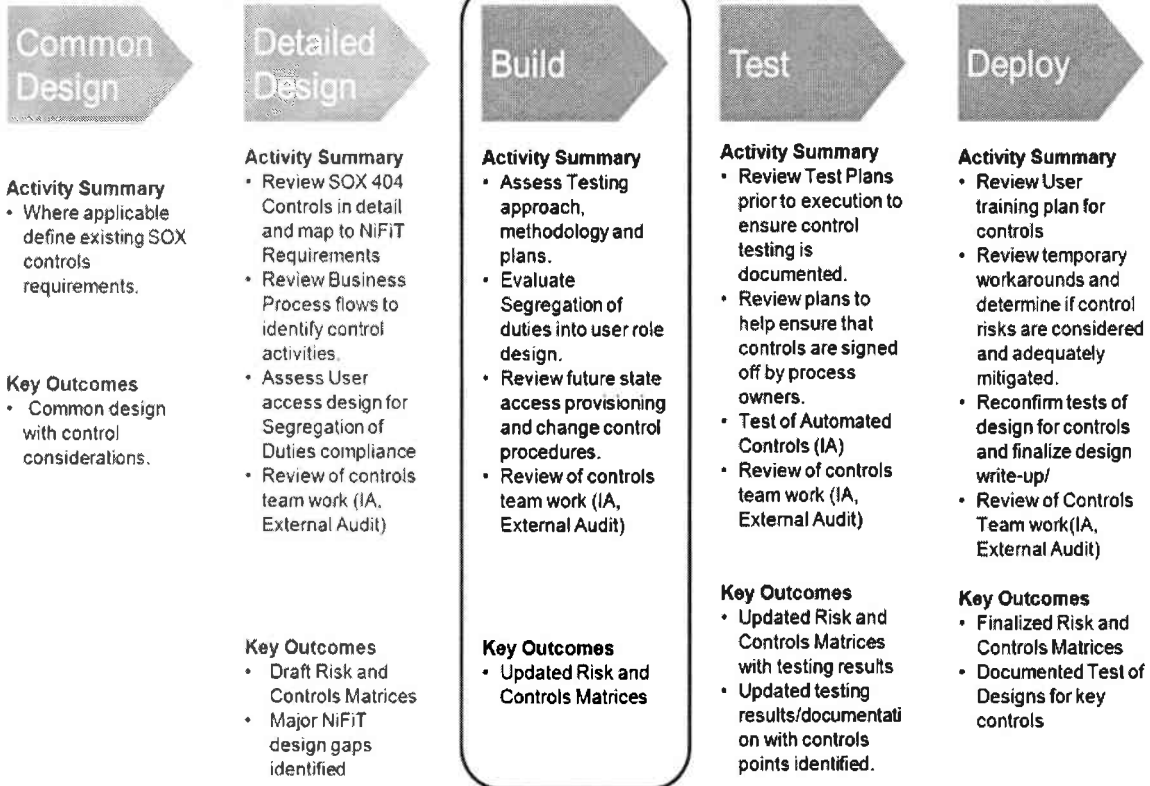 Common
Design
Activity Summary
• Where applicable
define existing SOX
controls
requirements.
Key Outcomes
• Common design
with control
considerations.
Detailed
Design
Activity Summary
• Review SOX 404
Controls in detail
and map to NiFiT
Requirements
• Review Business
Process flows to
identify control
activities.
• Assess User
access design for
Segregation of
Duties compliance
• Review of controls
team work (IA,
External Audit)
Key Outcomes
• Draft Risk and
Controls Matrices
• Major NiFiT
design gaps
identified
Build
Activity Summary
• Assess Testing
approach,
methodology and
plans.
• Evaluate
Segregation of
duties into user role
design.
• Review future state
access provisioning
and change control
procedures.
• Review of controls
team work (IA,
External Audit)
Key Outcomes
• Updated Risk and
Controls Matrices
Test
Activity Summary
• Review Test Plans
prior to execution to
ensure control
testing is
documented.
• Review plans to
help ensure that
controls are signed
off by process
owners.
• Test of Automated
Controls (IA)
• Review of controls
team work (IA,
External Audit)
Key Outcomes
• Updated Risk and
Controls Matrices
with testing results
• Updated testing
results/documentati
on with controls
points identified.
Deploy
Activity Summary
• Review User
training plan for
controls
• Review temporary
workarounds and
determine if control
risks are considered
and adequately
mitigated.
• Reconfirm tests of
design for controls
and finalize design
write-up/
• Review of Controls
Team work(IA,
External Audit)
Key Outcomes
• Finalized Risk and
Controls Matrices
• Documented Test of
Designs for key
controls